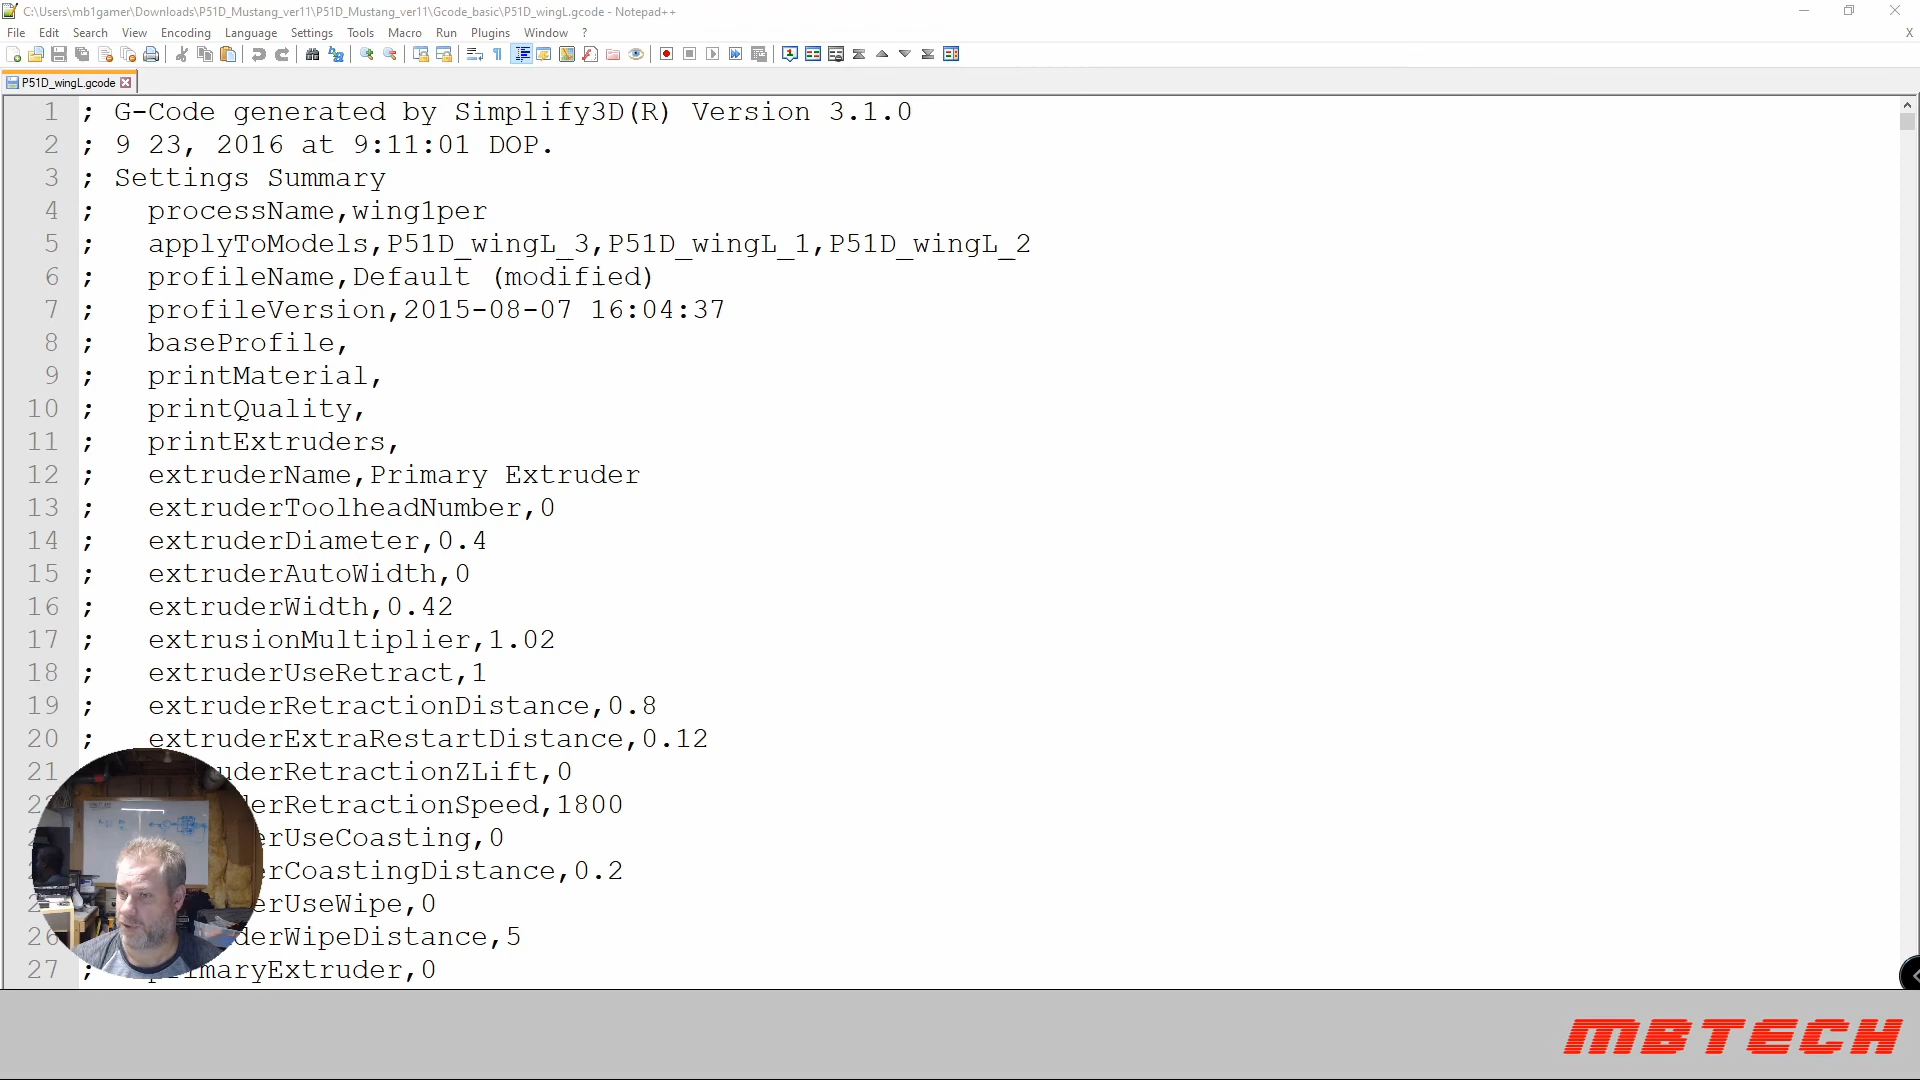 C:\Users\mb1gamer\Downloads\P51D_Mustang_ver11\P51D_Mustang_ver11\Gcode_basic\P51D_wingL.gcode - Notepad++
File Edit Search View Encoding Language Settings Tools Macro Run Plugins Window ? X
P51D_wingL.gcode
1 ; G-Code generated by Simplify3D(R) Version 3.1.0
2 ; 9 23, 2016 at 9:11:01 DOP.
3 ; Settings Summary
4 ; processName,wing1per
5 ; applyToModels,P51D_wingL_3,P51D_wingL_1,P51D_wingL_2
6 ; profileName,Default (modified)
7 ; profileVersion,2015-08-07 16:04:37
8 ; baseProfile,
9 ; printMaterial,
10 ; printQuality,
11 ; printExtruders,
12 ; extruderName,Primary Extruder
13 ; extruderToolheadNumber,0
14 ; extruderDiameter,0.4
15 ; extruderAutoWidth,0
16 ; extruderWidth,0.42
17 ; extrusionMultiplier,1.02
18 ; extruderUseRetract,1
19 ; extruderRetractionDistance,0.8
20 ; extruderExtraRestartDistance,0.12
21 uderRetractionZLift,0
2 derRetractionSpeed,1800
erUseCoasting,0
erCoastingDistance,0.2
erUseWipe,0
26 derWipeDistance,5
27 ; primaryExtruder,0
MBTECH